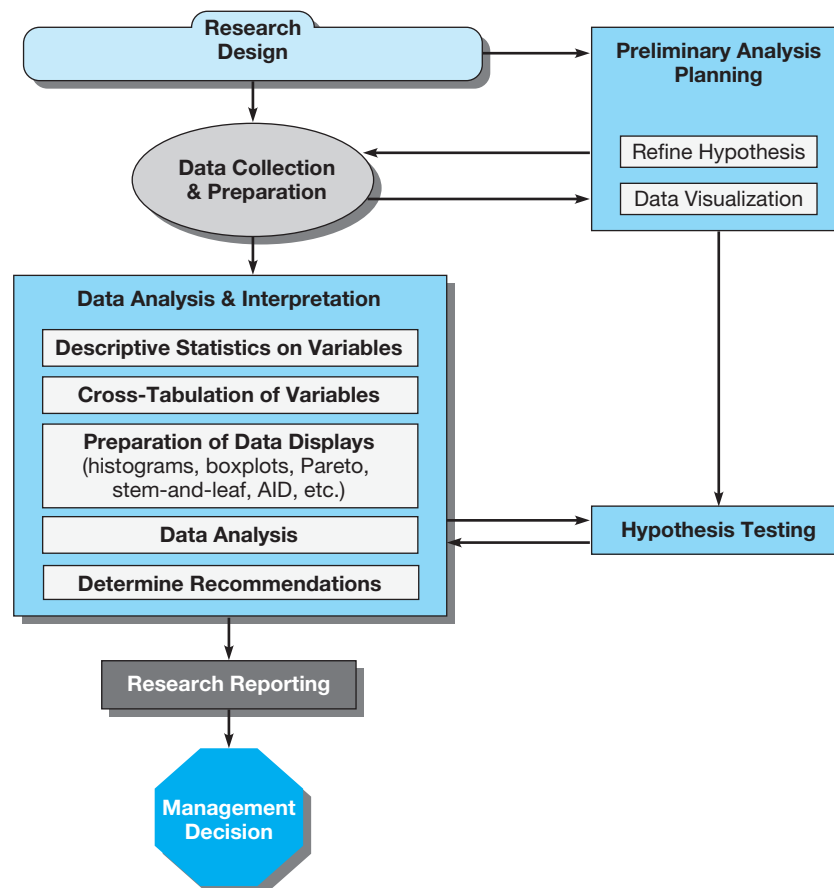 Research
Design
Preliminary Analysis
Planning
Refine Hypothesis
Data Visualization
Data Collection
& Preparation
Data Analysis & Interpretation
Descriptive Statistics on Variables
Cross-Tabulation of Variables
Preparation of Data Displays
(histograms, boxplots, Pareto,
stem-and-leaf, AID, etc.)
Data Analysis
Determine Recommendations
Hypothesis Testing
Research Reporting
Management
Decision